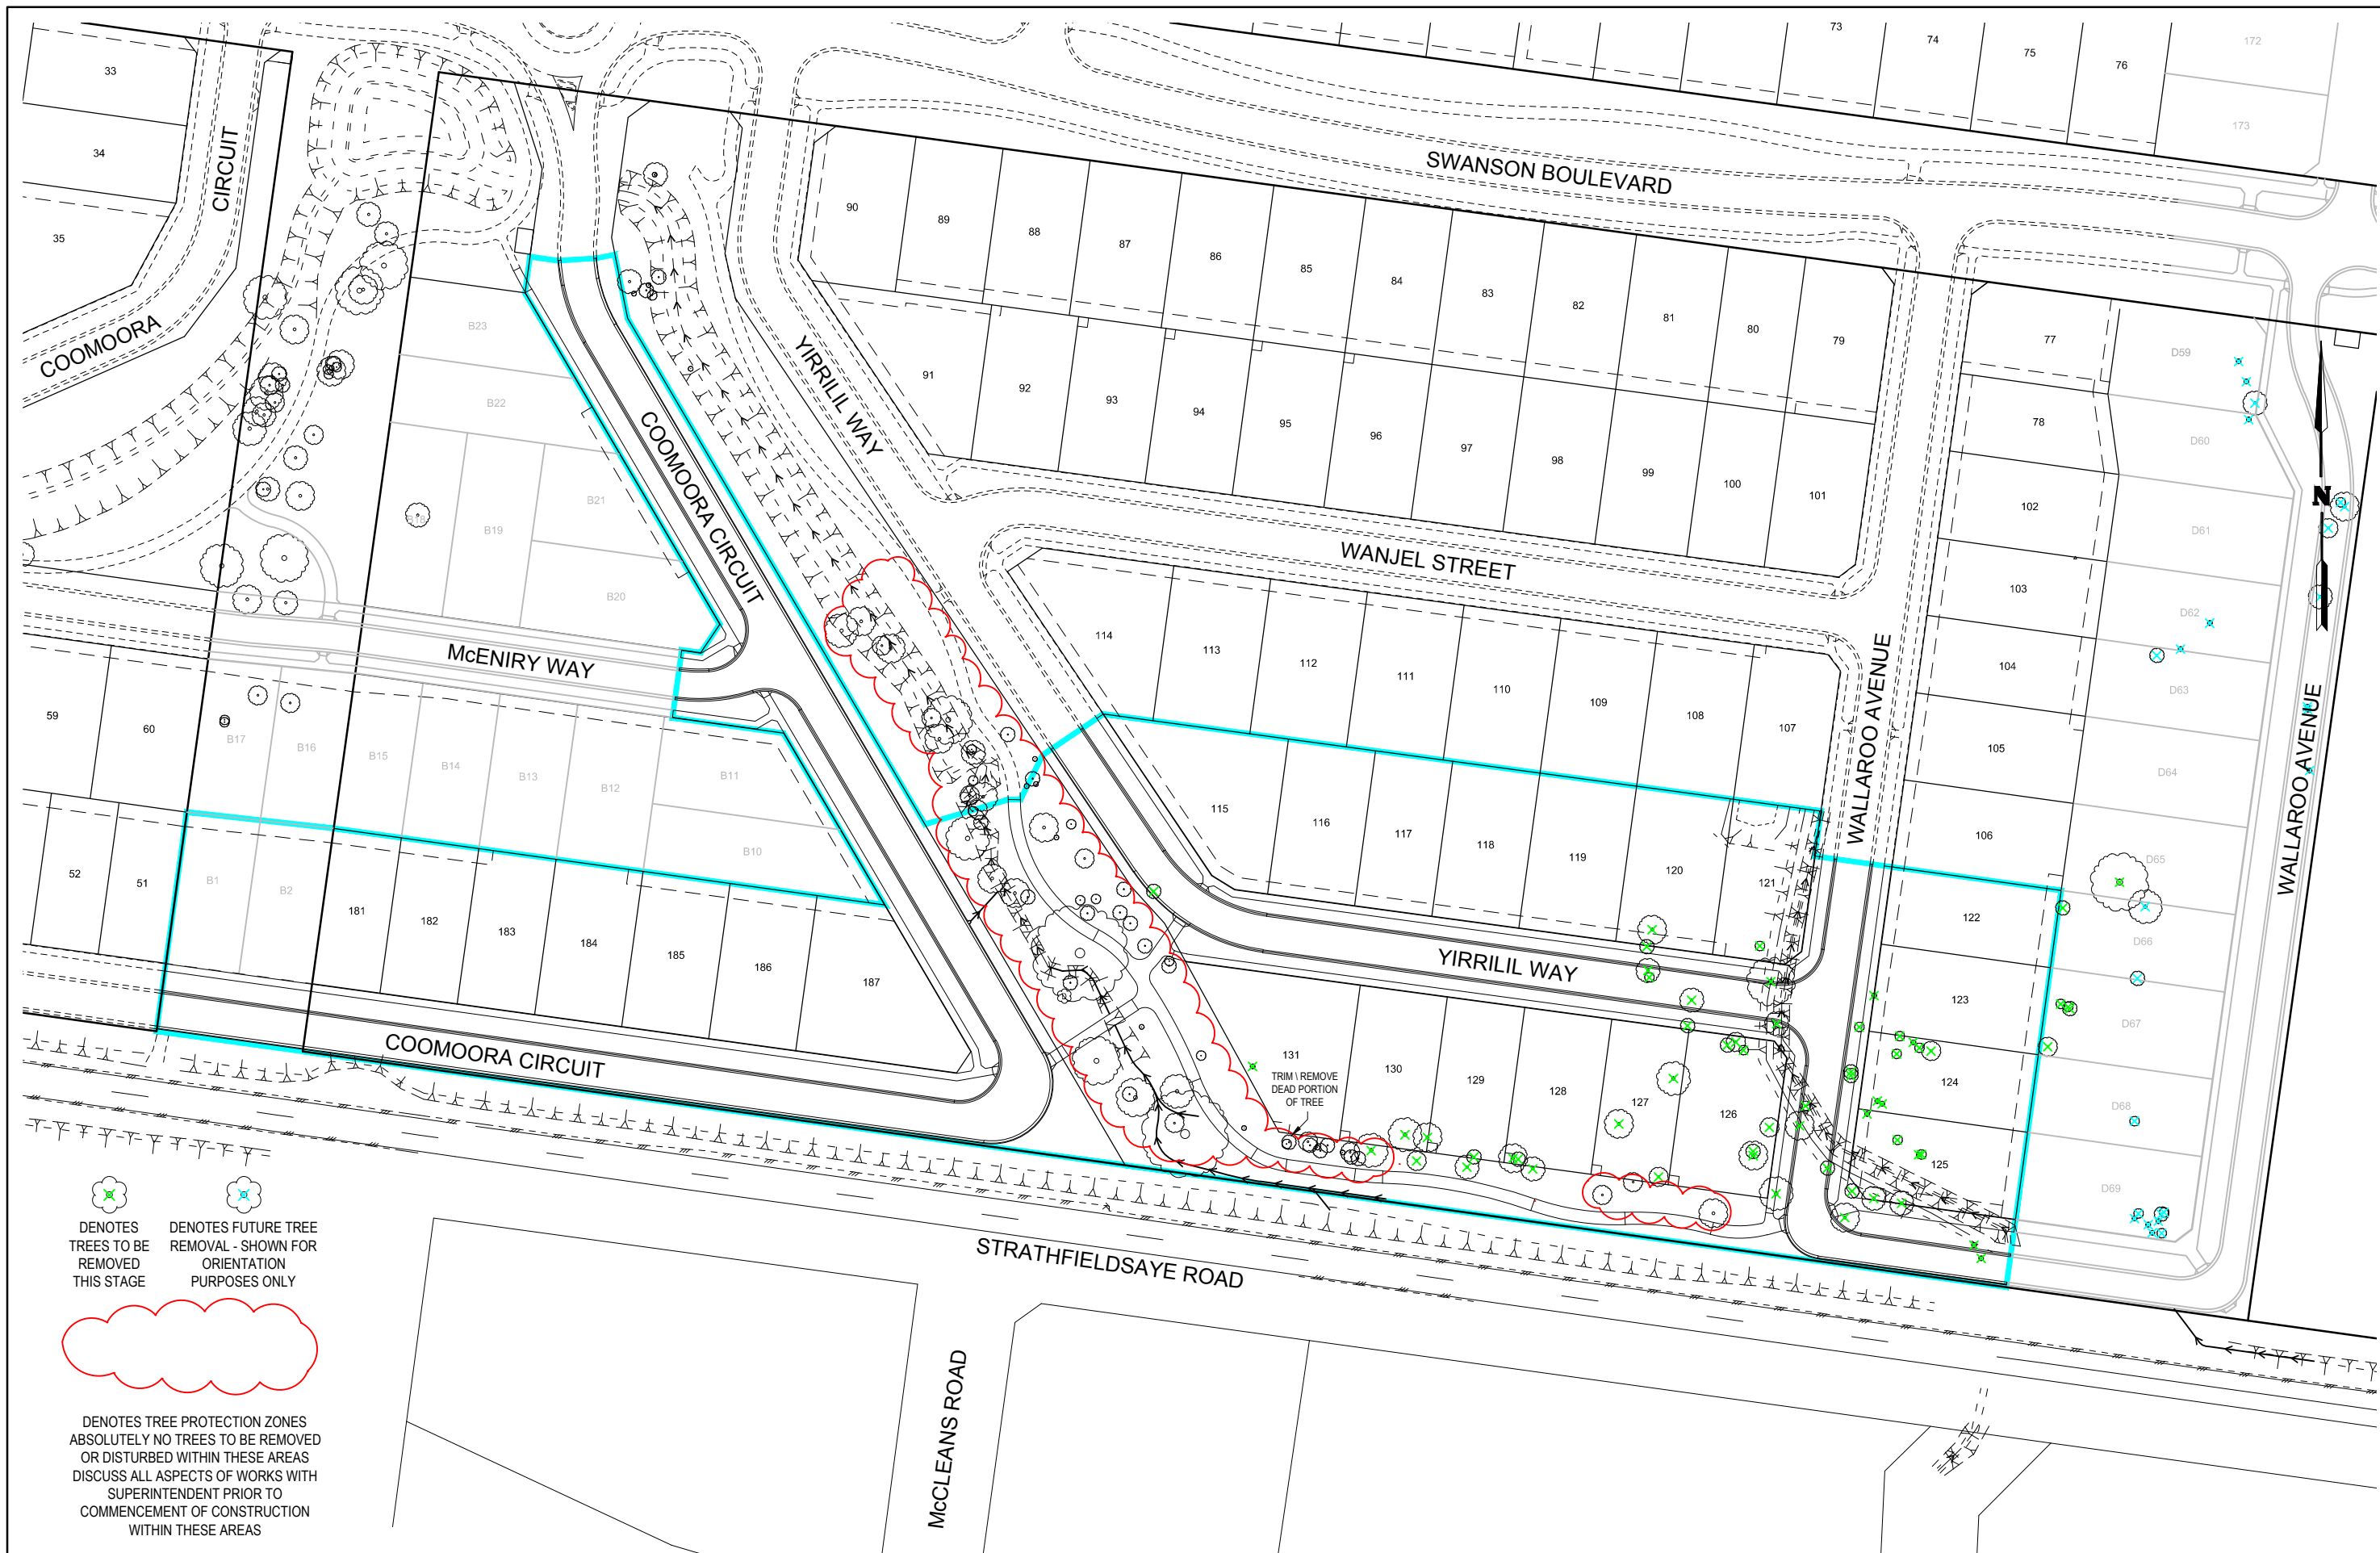 33
34
35
CIRCUIT
COOMOORA
73
74
75
76
172
173
SWANSON BOULEVARD
90
89
88
87
86
85
84
83
82
81
80
79
77
78
91
92
93
94
95
96
97
98
99
100
101
102
103
104
105
106
YIRRILIL WAY
COOMOORA CIRCUIT
WANJEL STREET
WALLAROO AVENUE
WALLAROO AVENUE
N
D59
D60
D61
D62
D63
D64
D65
D66
D67
D68
D69
B23
B22
B21
B20
B19
B18
McENIRY WAY
59
60
B17
B16
B15
B14
B13
B12
B11
B10
52
51
B1
B2
181
182
183
184
185
186
187
COOMOORA CIRCUIT
114
113
112
111
110
109
108
107
115
116
117
118
119
120
121
122
123
124
125
YIRRILIL WAY
131
130
129
128
127
126
TRIM \ REMOVE
DEAD PORTION
OF TREE
STRATHFIELDSAYE ROAD
McCLEANS ROAD
DENOTES
TREES TO BE
REMOVED
THIS STAGE
DENOTES FUTURE TREE
REMOVAL - SHOWN FOR
ORIENTATION
PURPOSES ONLY
DENOTES TREE PROTECTION ZONES
ABSOLUTELY NO TREES TO BE REMOVED
OR DISTURBED WITHIN THESE AREAS
DISCUSS ALL ASPECTS OF WORKS WITH
SUPERINTENDENT PRIOR TO
COMMENCEMENT OF CONSTRUCTION
WITHIN THESE AREAS